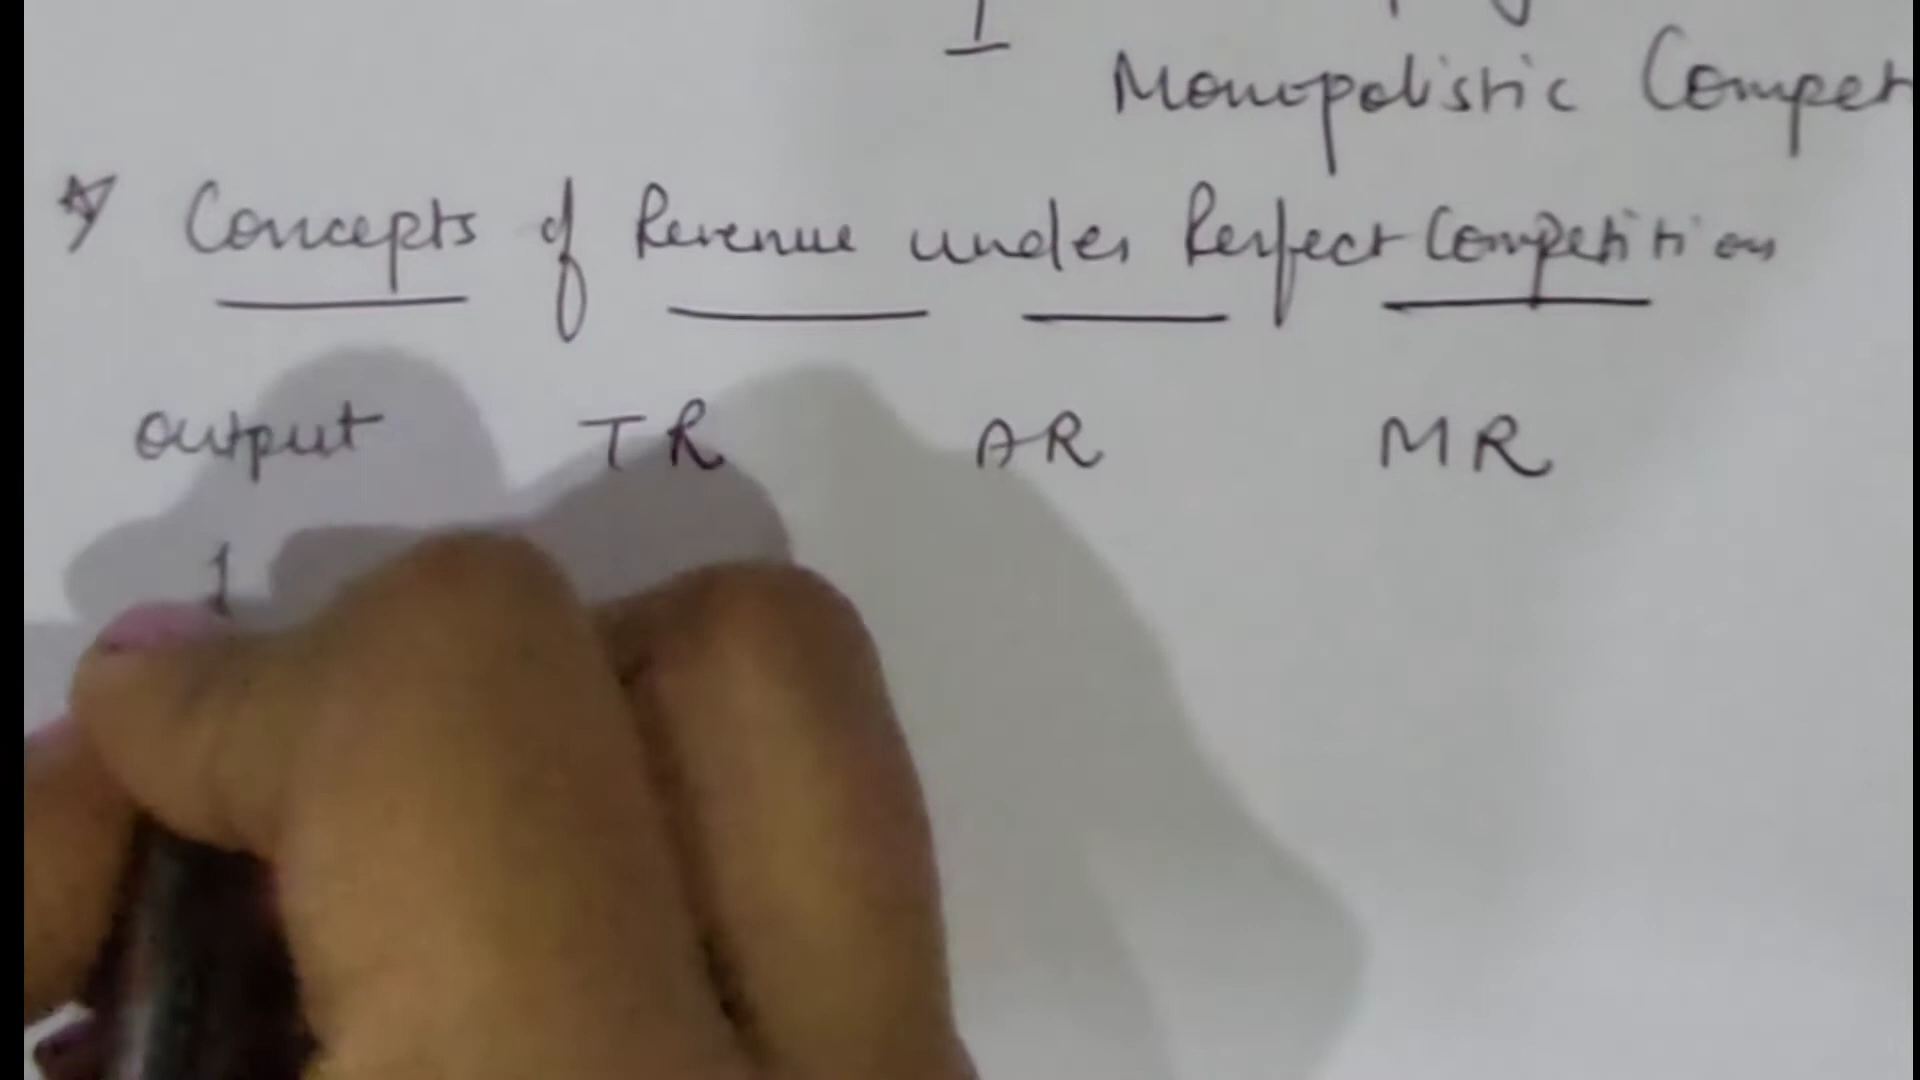 Monopolistic Compet
Concepts of Revenue under Perfect Competition
Output TR AR MR
1